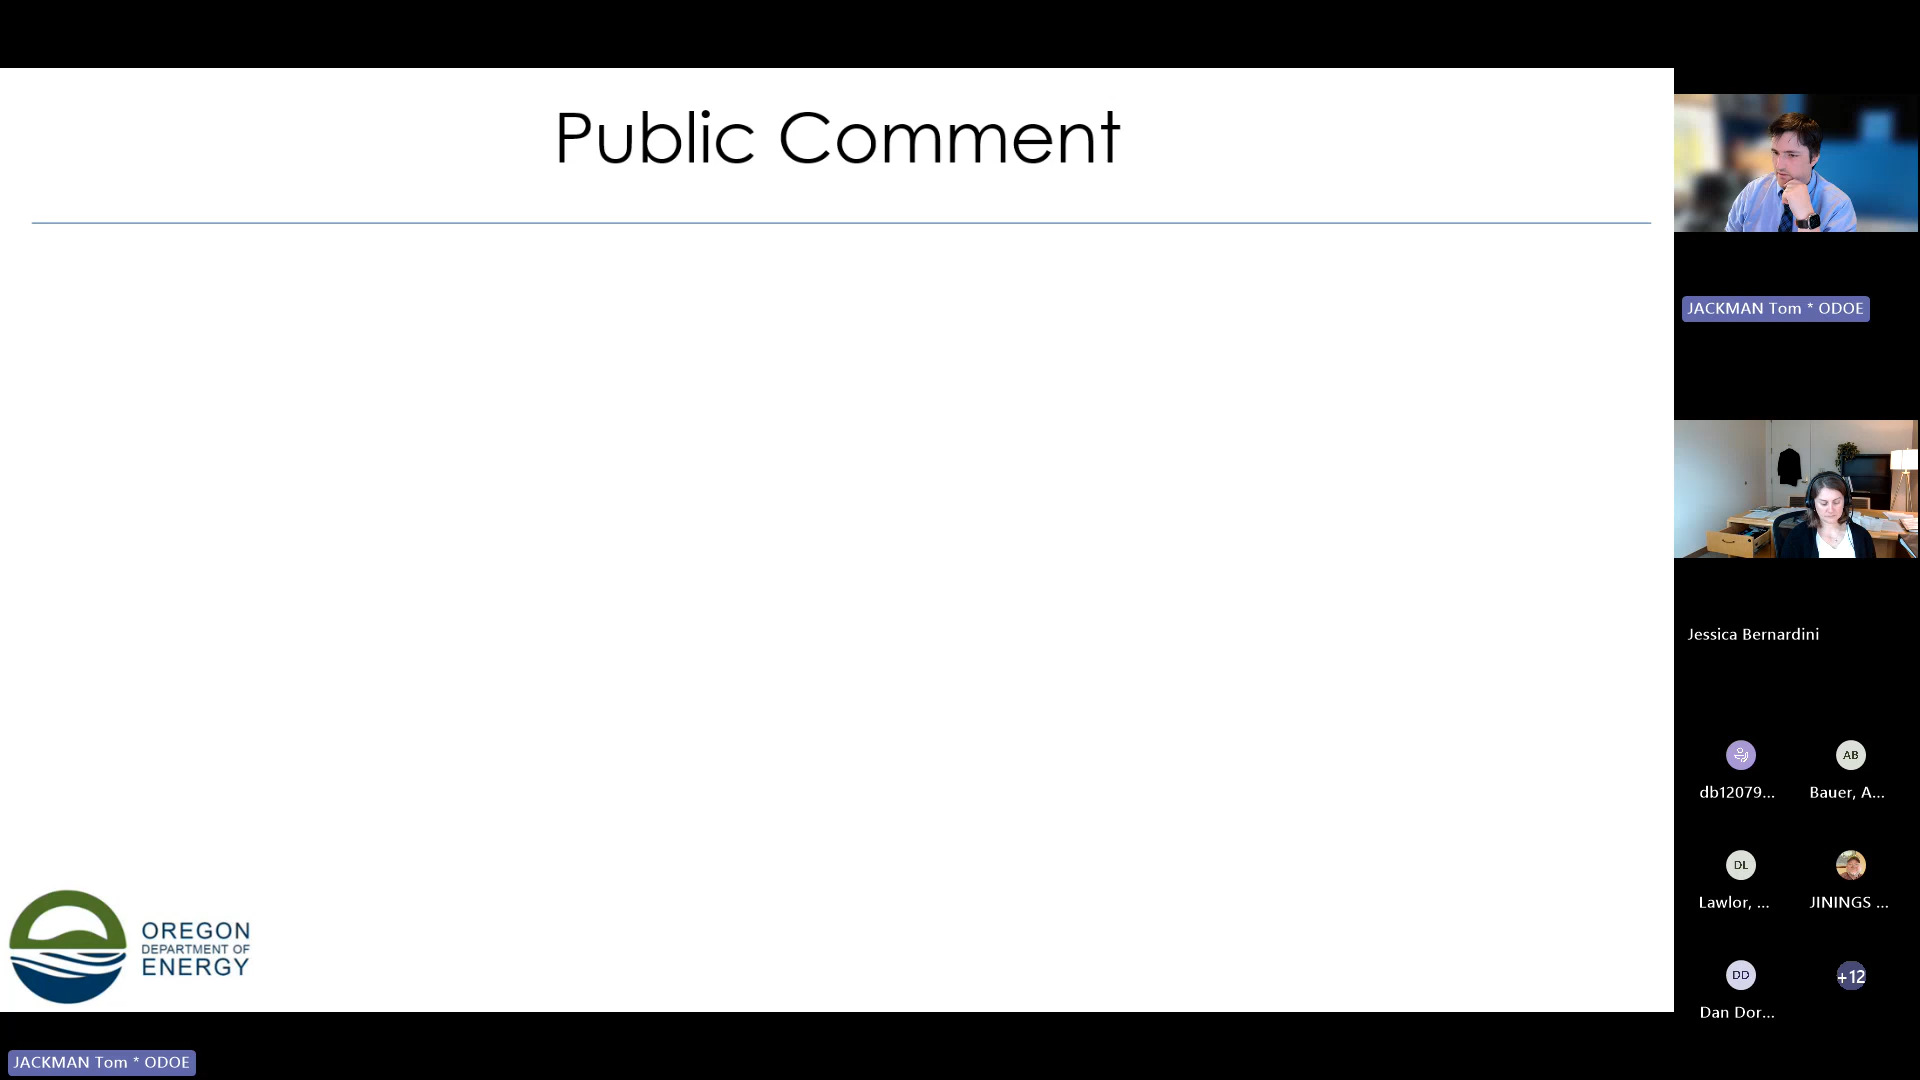 Public Comment
OREGON
DEPARTMENT OF
ENERGY
JACKMAN Tom * ODOE
JACKMAN Tom * ODOE
Jessica Bernardini
db12079...
AB
Bauer, A...
DL
Lawlor, ...
JININGS ...
DD
Dan Dor...
+12